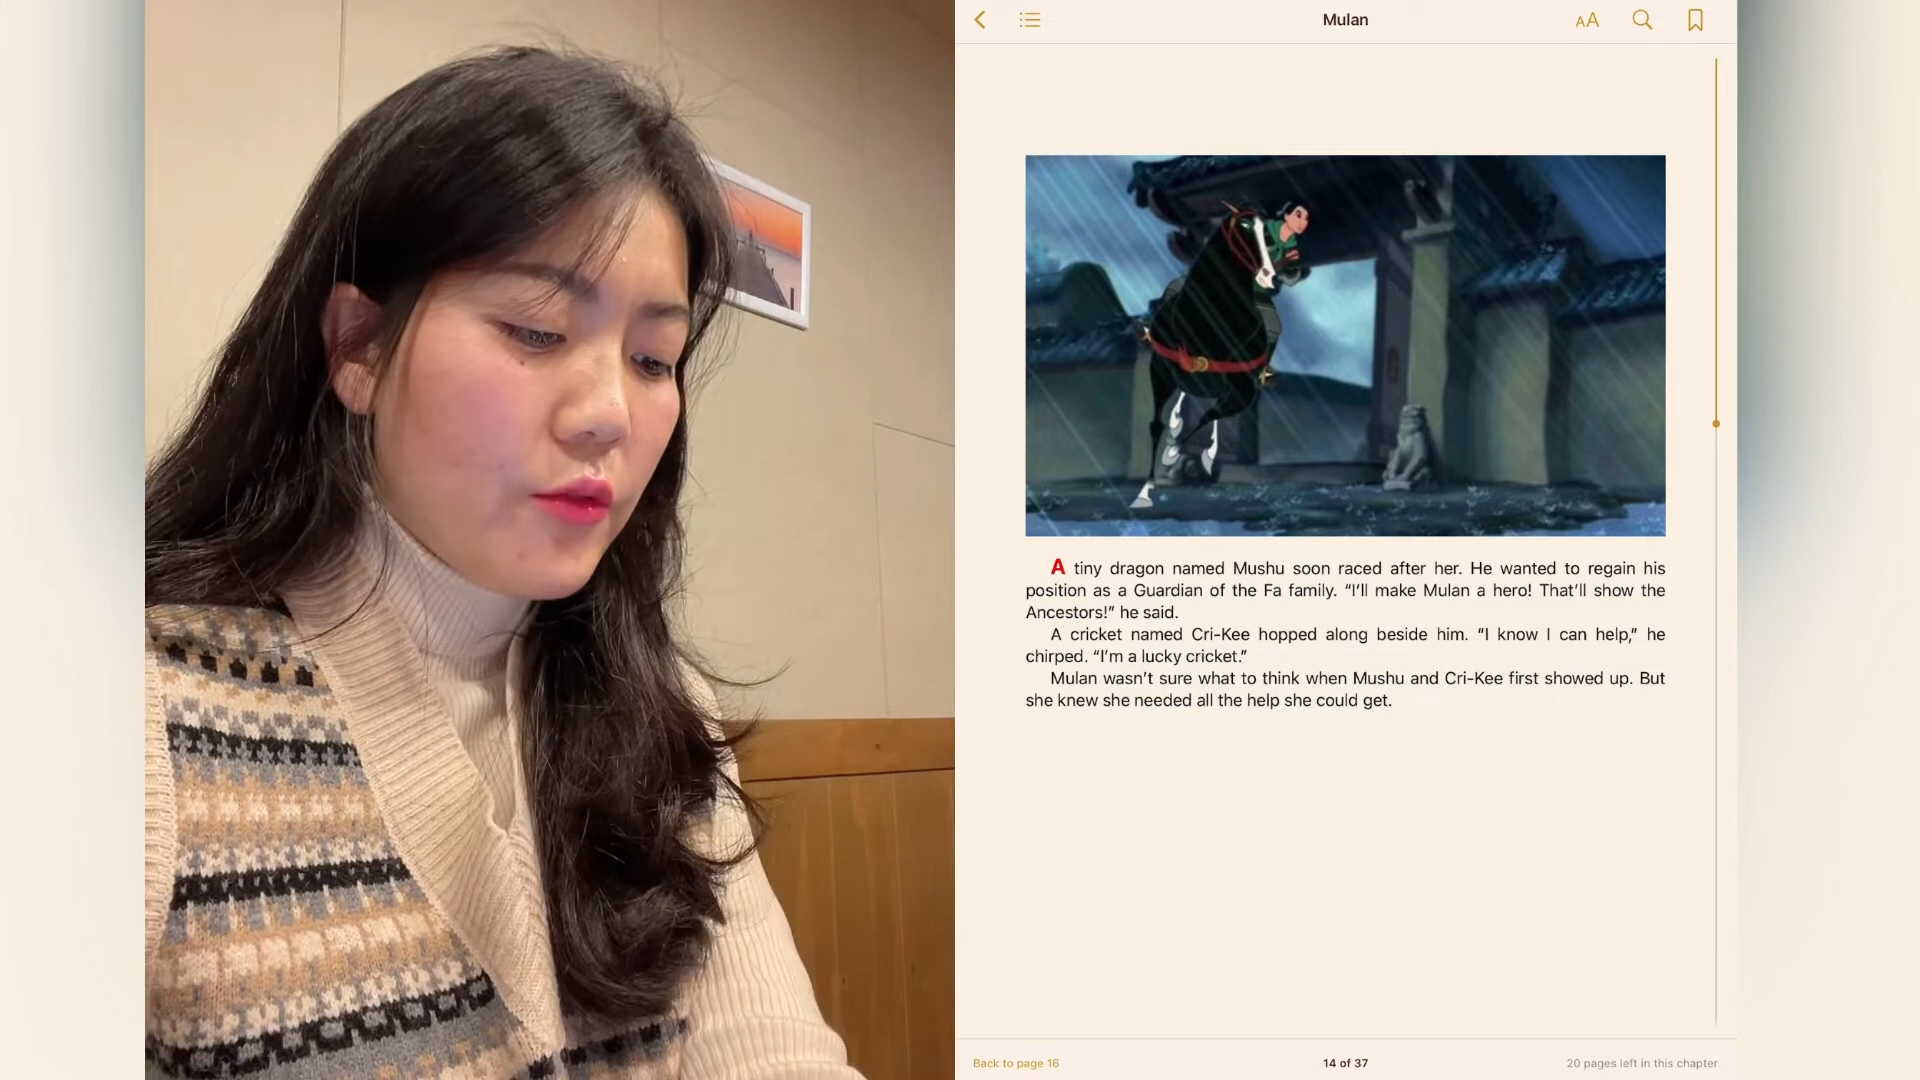 Mulan
AA
A tiny dragon named Mushu soon raced after her. He wanted to regain his
position as a Guardian of the Fa family. “I’ll make Mulan a hero! That’ll show the
Ancestors!” he said.
A cricket named Cri-Kee hopped along beside him. “I know I can help,” he
chirped. “I’m a lucky cricket.”
Mulan wasn’t sure what to think when Mushu and Cri-Kee first showed up. But
she knew she needed all the help she could get.
Back to page 16
14 of 37
20 pages left in this chapter